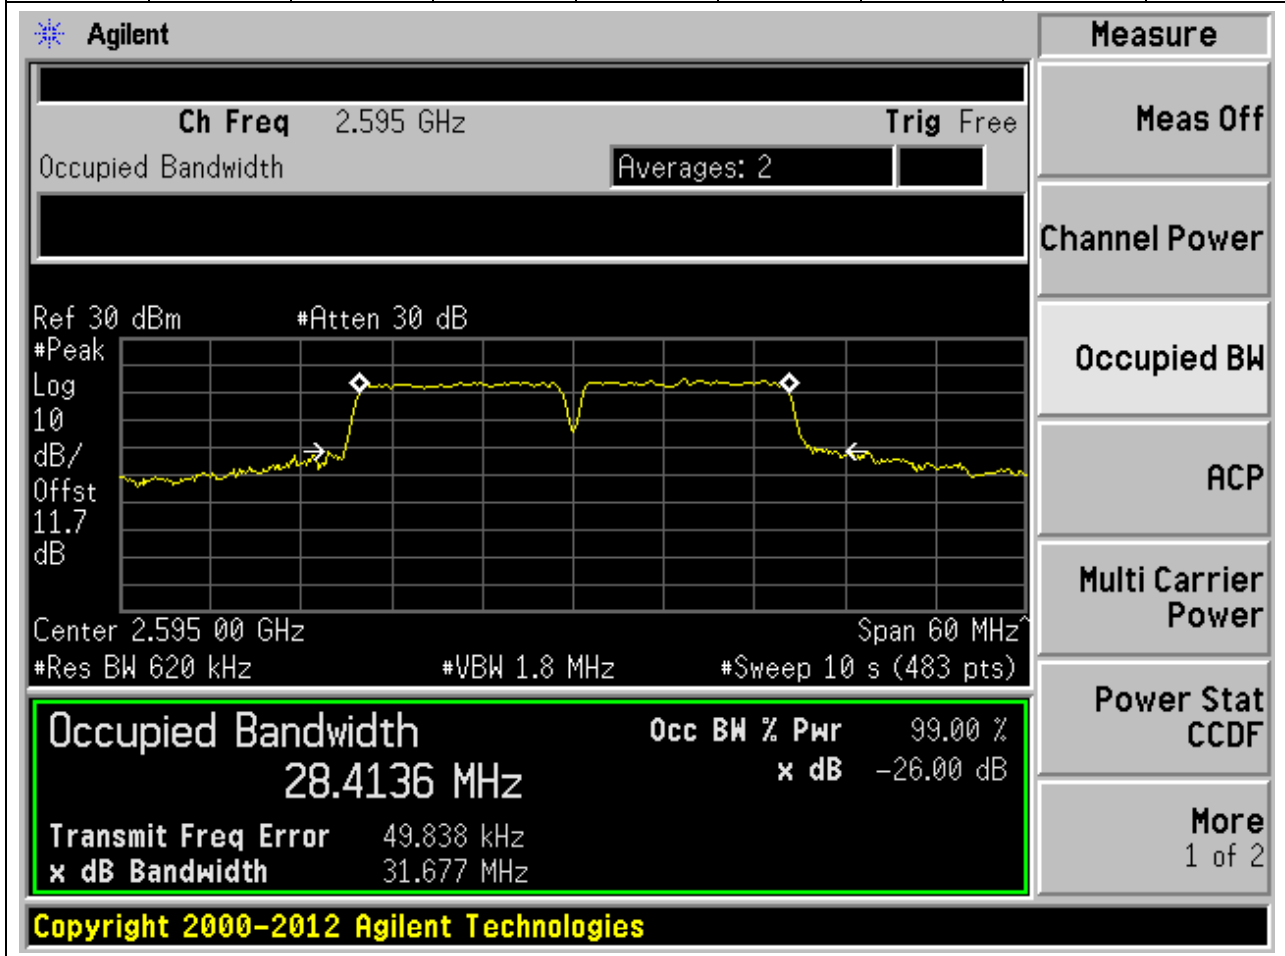 Agilent
Measure
Ch Freq 2.595 GHz Trig Free
Meas Off
Occupied Bandwidth Averages: 2
Channel Power
Ref 30 dBm #Atten 30 dB
#Peak
Log
10
dB/
Offst
11.7
dB
Occupied BW
ACP
Center 2.595 00 GHz Span 60 MHz^
#Res BW 620 kHz #VBW 1.8 MHz #Sweep 10 s (483 pts)
Multi Carrier
Power
Occupied Bandwidth Occ BW % Pwr 99.00 %
28.4136 MHz x dB -26.00 dB
Transmit Freq Error 49.838 kHz
x dB Bandwidth 31.677 MHz
Power Stat
CCDF
More
1 of 2
Copyright 2000-2012 Agilent Technologies